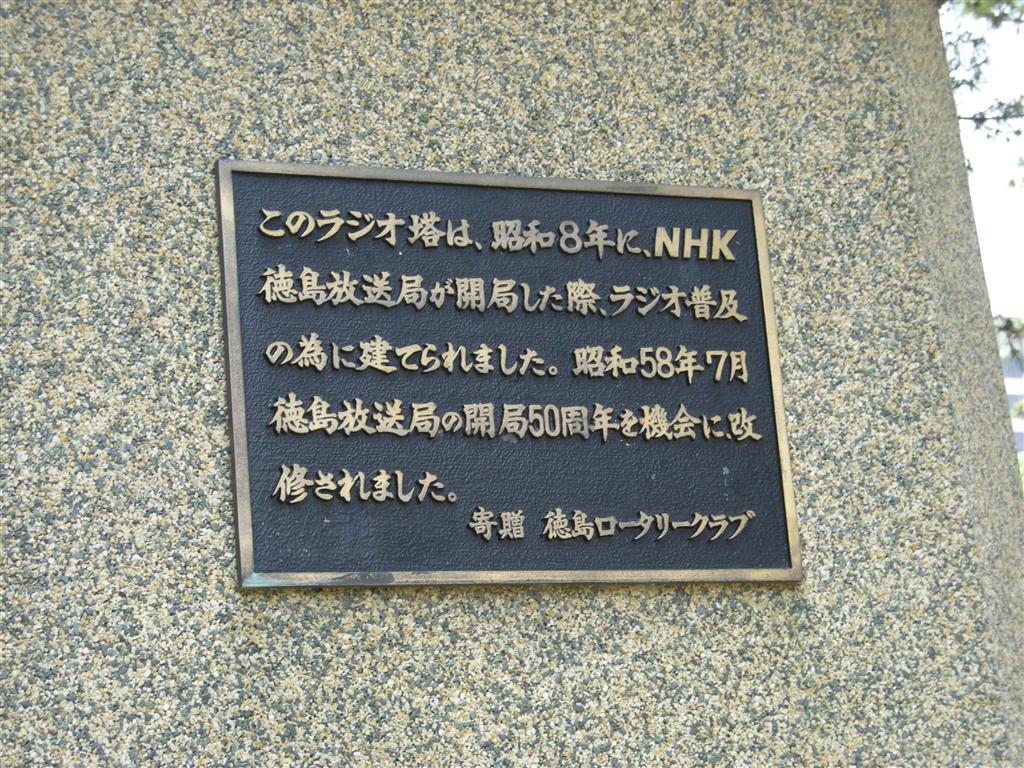 このラジオ塔は、昭和8年に、NHK
徳島放送局が開局した際、ラジオ普及
の為に建てられました。昭和58年7月
徳島放送局の開局50周年を機会に、改
修されました。
寄贈 徳島ロータリークラブ